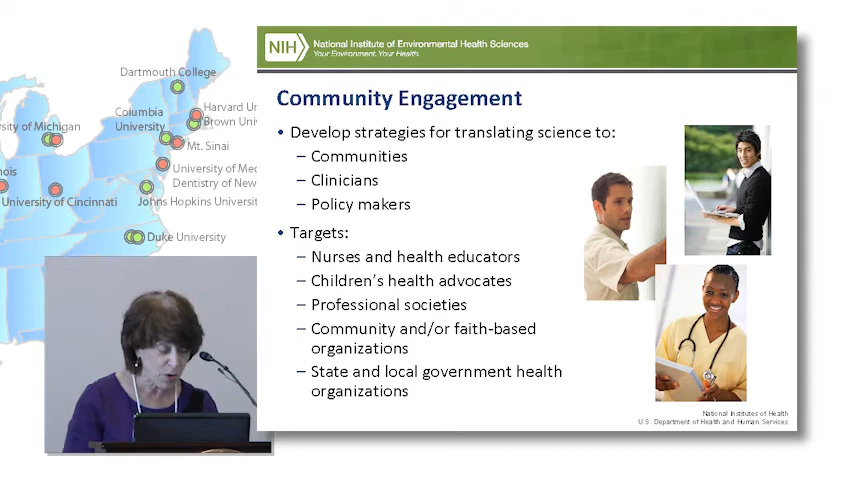 NIH National Institute of Environmental Health Sciences
Your Environment. Your Health.
Community Engagement
• Develop strategies for translating science to:
– Communities
– Clinicians
– Policy makers
• Targets:
– Nurses and health educators
– Children's health advocates
– Professional societies
– Community and/or faith-based
organizations
– State and local government health
organizations
National Institutes of Health
U.S. Department of Health and Human Services
Dartmouth College
Columbia
University
Harvard Un
Brown Univ
rsity of Michigan
Mt. Sinai
University of Med
Dentistry of New
nois
University of Cincinnati
Johns Hopkins Universit
Duke University